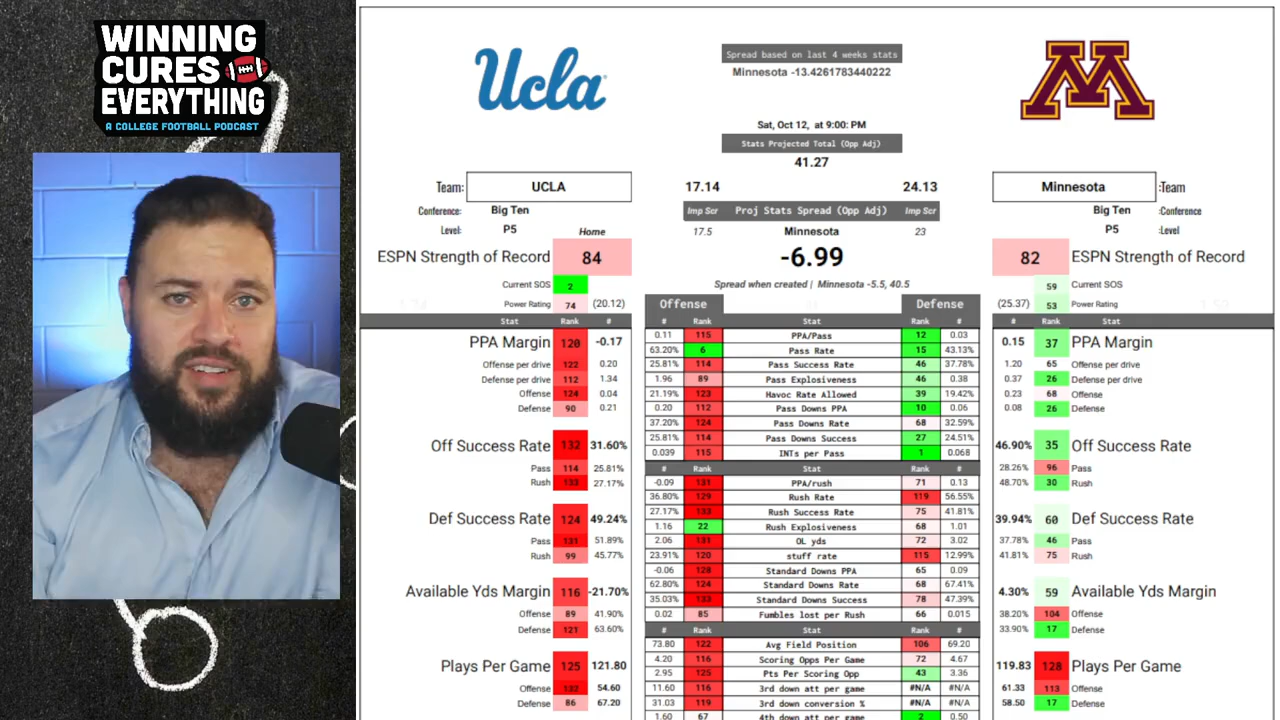 WINNING
CURES
EVERYTHING
A COLLEGE FOOTBALL PODCAST
Ucla
M
Spread based on last 4 weeks stats
Minnesota -13.4261783440222
Sat, Oct 12, at 9:00: PM
Stats Projected Total (Opp Adj)
41.27
Team: UCLA 17.14 24.13 Minnesota :Team
Conference: Big Ten Imp Scr Proj Stats Spread (Opp Adj) Imp Scr Big Ten :Conference
Level: P5 Home 17.5 Minnesota 23 P5 :Level
ESPN Strength of Record 84 -6.99 82 ESPN Strength of Record
Current SOS 2 Spread when created | Minnesota -5.5, 40.5 59 Current SOS
Power Rating 74 (20.12) Offense Defense (25.37) 53 Power Rating
Stat Rank # # Rank Stat Rank # # Rank Stat
PPA Margin 120 -0.17 0.11 115 PPA/Pass 12 0.03 0.15 37 PPA Margin
63.20% 6 Pass Rate 15 43.13%
Offense per drive 122 0.20 25.81% 114 Pass Success Rate 46 37.78% 1.20 65 Offense per drive
Defense per drive 112 1.34 1.96 89 Pass Explosiveness 46 0.38 0.37 26 Defense per drive
Offense 124 0.04 21.19% 123 Havoc Rate Allowed 39 19.42% 0.23 68 Offense
Defense 90 0.21 0.20 112 Pass Downs PPA 10 0.06 0.08 26 Defense
37.20% 124 Pass Downs Rate 68 32.59%
Off Success Rate 132 31.60% 25.81% 114 Pass Downs Success 27 24.51% 46.90% 35 Off Success Rate
0.039 115 INTs per Pass 1 0.068
Pass 114 25.81% # Rank Stat Rank # 28.26% 96 Pass
Rush 133 27.17% -0.09 131 PPA/rush 71 0.13 48.70% 30 Rush
36.80% 129 Rush Rate 119 56.55%
Def Success Rate 124 49.24% 27.17% 133 Rush Success Rate 75 41.81% 39.94% 60 Def Success Rate
1.16 22 Rush Explosiveness 68 1.01
Pass 131 51.89% 2.06 131 OL yds 72 3.02 37.78% 46 Pass
Rush 99 45.77% 23.91% 120 stuff rate 115 12.99% 41.81% 75 Rush
-0.06 128 Standard Downs PPA 65 0.09
Available Yds Margin 116 -21.70% 62.80% 124 Standard Downs Rate 68 67.41% 4.30% 59 Available Yds Margin
35.03% 133 Standard Downs Success 78 47.39%
Offense 89 41.90% 0.02 85 Fumbles lost per Rush 66 0.015 38.20% 104 Offense
Defense 121 63.60% # Rank Stat Rank # 33.90% 17 Defense
73.80 122 Avg Field Position 106 69.20
Plays Per Game 125 121.80 4.20 116 Scoring Opps Per Game 72 4.67 119.83 128 Plays Per Game
2.95 125 Pts Per Scoring Opp 43 3.36
Offense 132 54.60 11.60 116 3rd down att per game #N/A #N/A 61.33 113 Offense
Defense 86 67.20 31.03 119 3rd down conversion % #N/A #N/A 58.50 17 Defense
1.60 67 4th down att per game 2 0.50